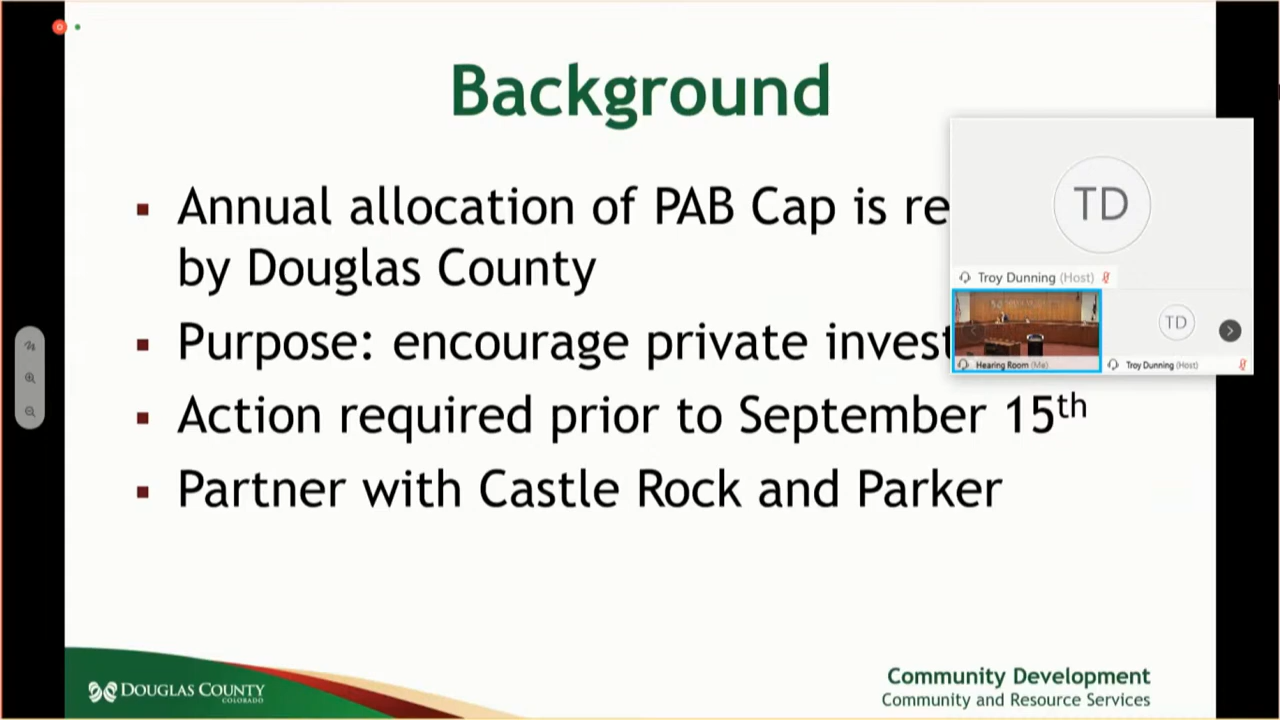 Background
▪ Annual allocation of PAB Cap is re
by Douglas County
▪ Purpose: encourage private invest
▪ Action required prior to September 15th
▪ Partner with Castle Rock and Parker
TD
Troy Dunning (Host)
TD
Hearing Room (Me)
Troy Dunning (Host)
DOUGLAS COUNTY
COLORADO
Community Development
Community and Resource Services